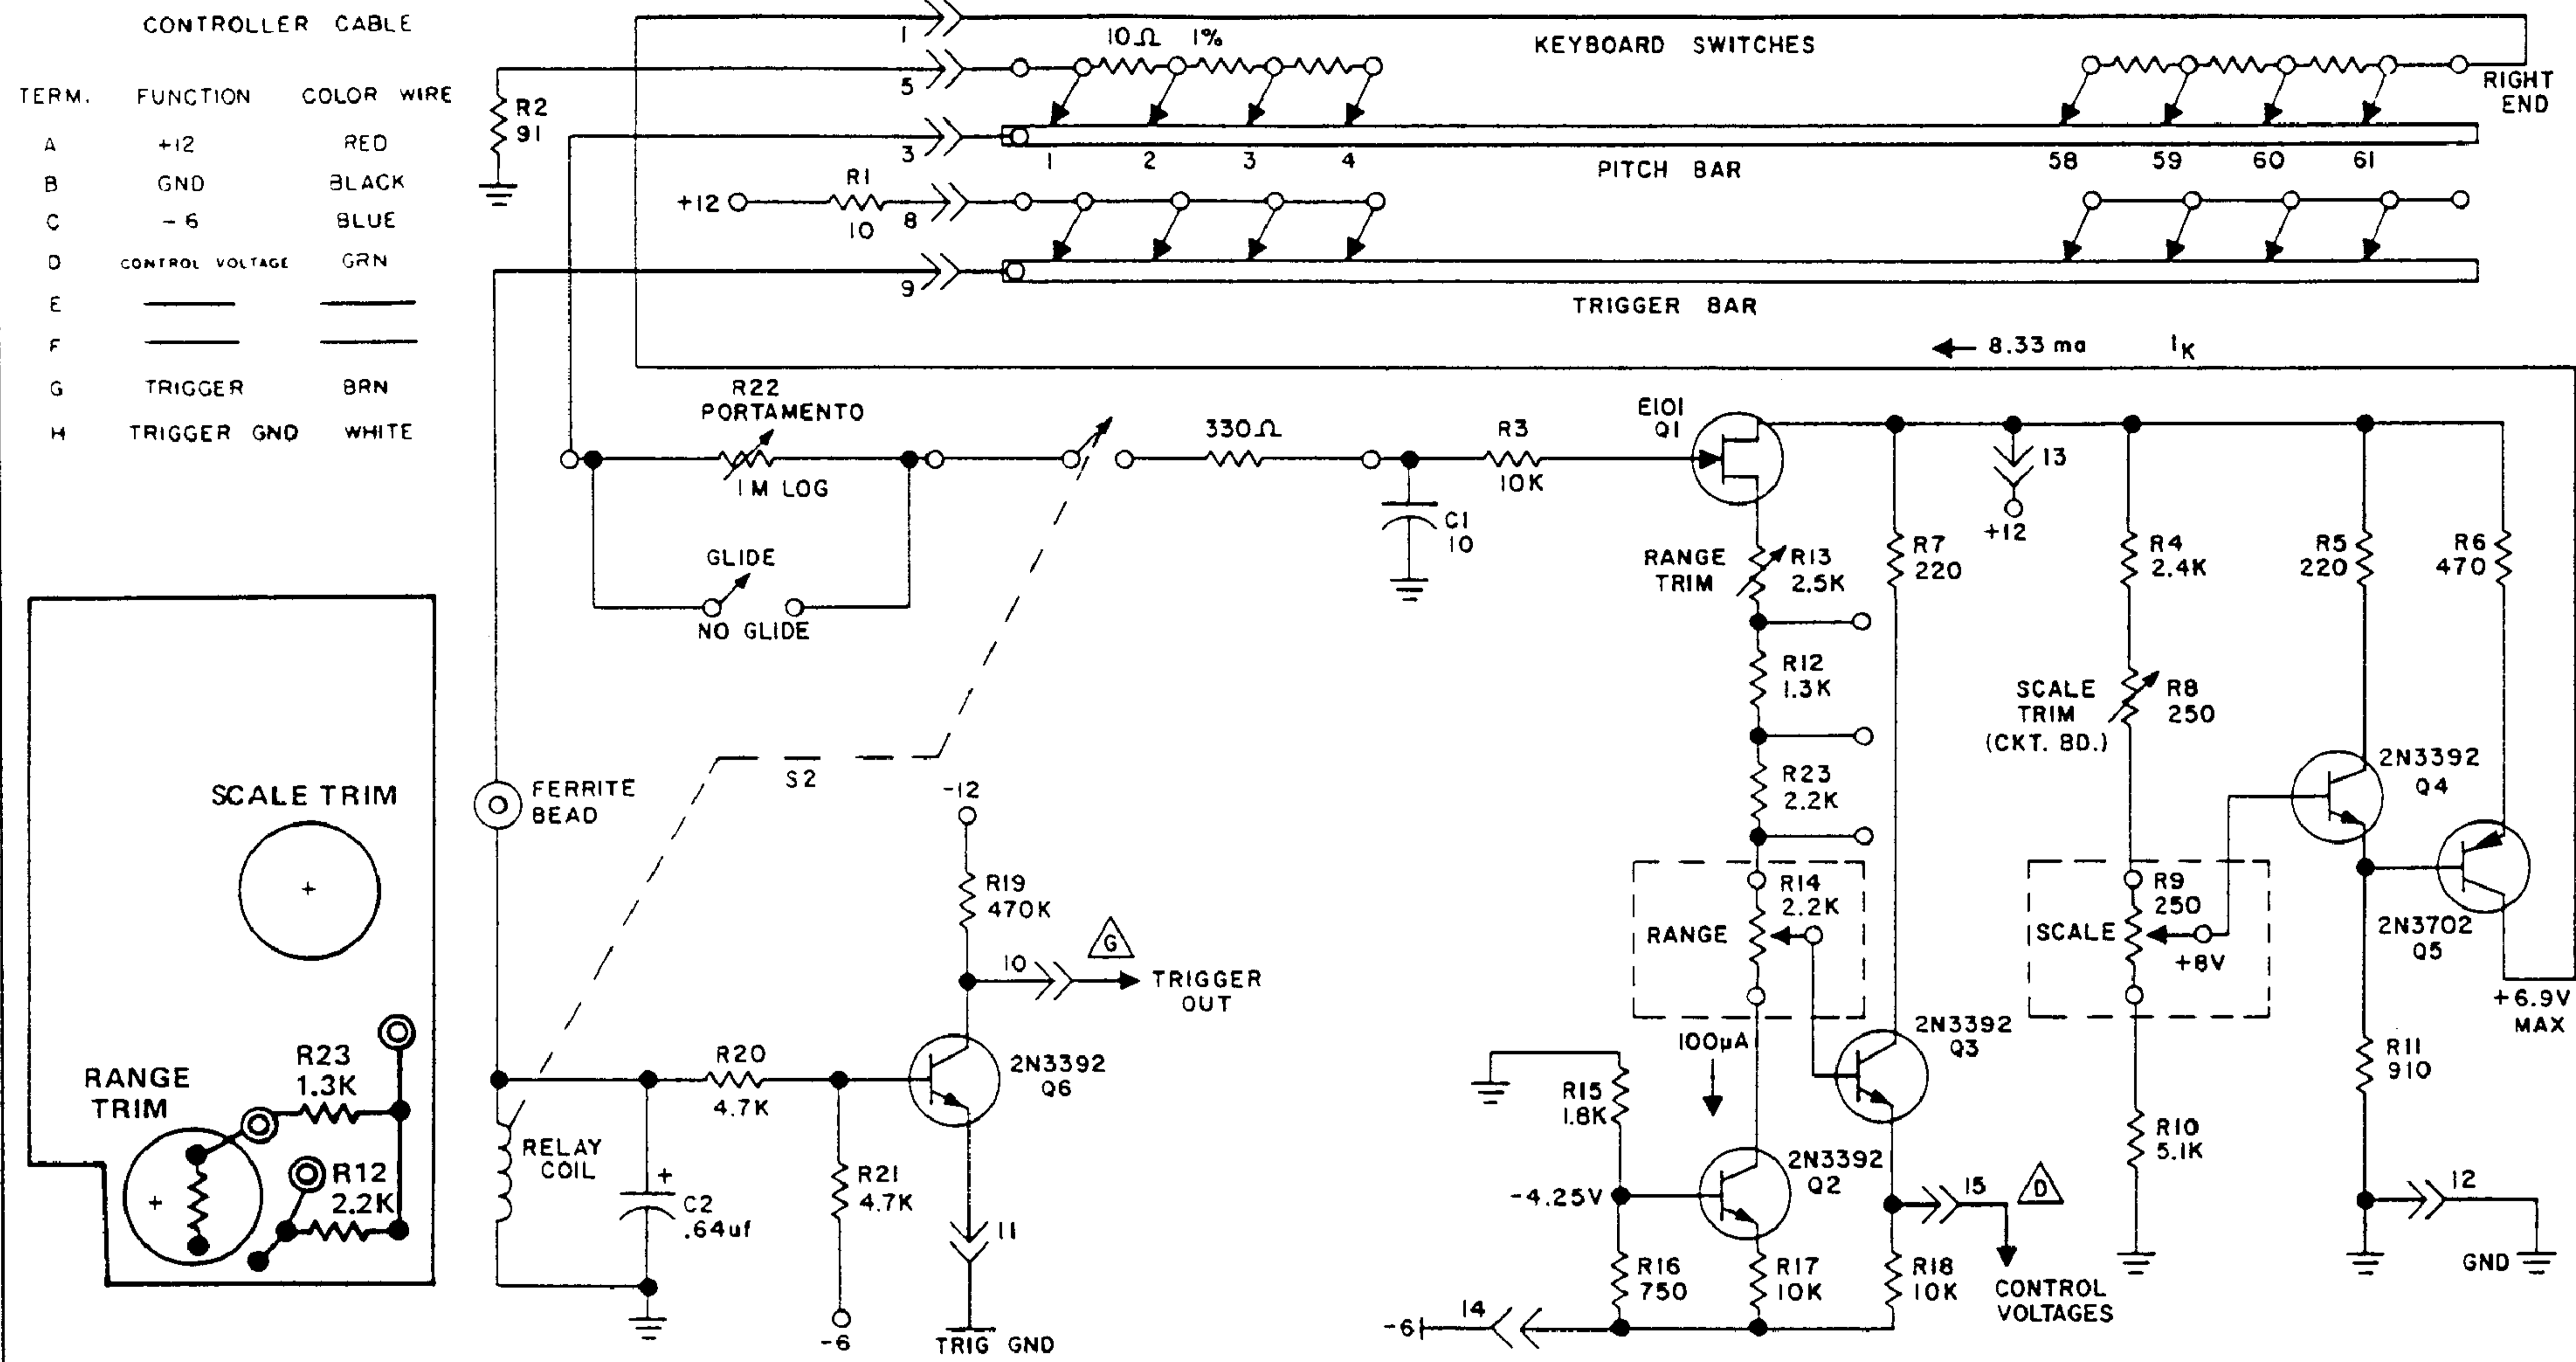 CONTROLLER CABLE
TERM. FUNCTION COLOR WIRE
A +12 RED
B GND BLACK
C - 6 BLUE
D CONTROL VOLTAGE GRN
E
F
G TRIGGER BRN
H TRIGGER GND WHITE
1
5
3
8
9
R2
91
10Ω 1%
KEYBOARD SWITCHES
RIGHT
END
1 2 3 4
58 59 60 61
PITCH BAR
+12
R1
10
TRIGGER BAR
8.33 ma IK
R22
PORTAMENTO
1M LOG
GLIDE
NO GLIDE
330Ω
R3
10K
C1
10
E101
Q1
RANGE
TRIM
R13
2.5K
R7
220
13
+12
R4
2.4K
R5
220
R6
470
R12
1.3K
SCALE
TRIM
(CKT. BD.)
R8
250
R23
2.2K
2N3392
Q4
S2
FERRITE
BEAD
-12
R19
470K
RANGE
R14
2.2K
SCALE
R9
250
+8V
2N3702
Q5
+6.9V
MAX
10
G
TRIGGER
OUT
100μA
2N3392
Q3
R11
910
R20
4.7K
2N3392
Q6
R15
1.8K
R10
5.1K
RELAY
COIL
+
C2
.64uf
R21
4.7K
11
-4.25V
2N3392
Q2
15
D
12
R16
750
R17
10K
R18
10K
CONTROL
VOLTAGES
GND
-6
TRIG GND
-6
14
SCALE TRIM
+
R23
1.3K
RANGE
TRIM
+
R12
2.2K